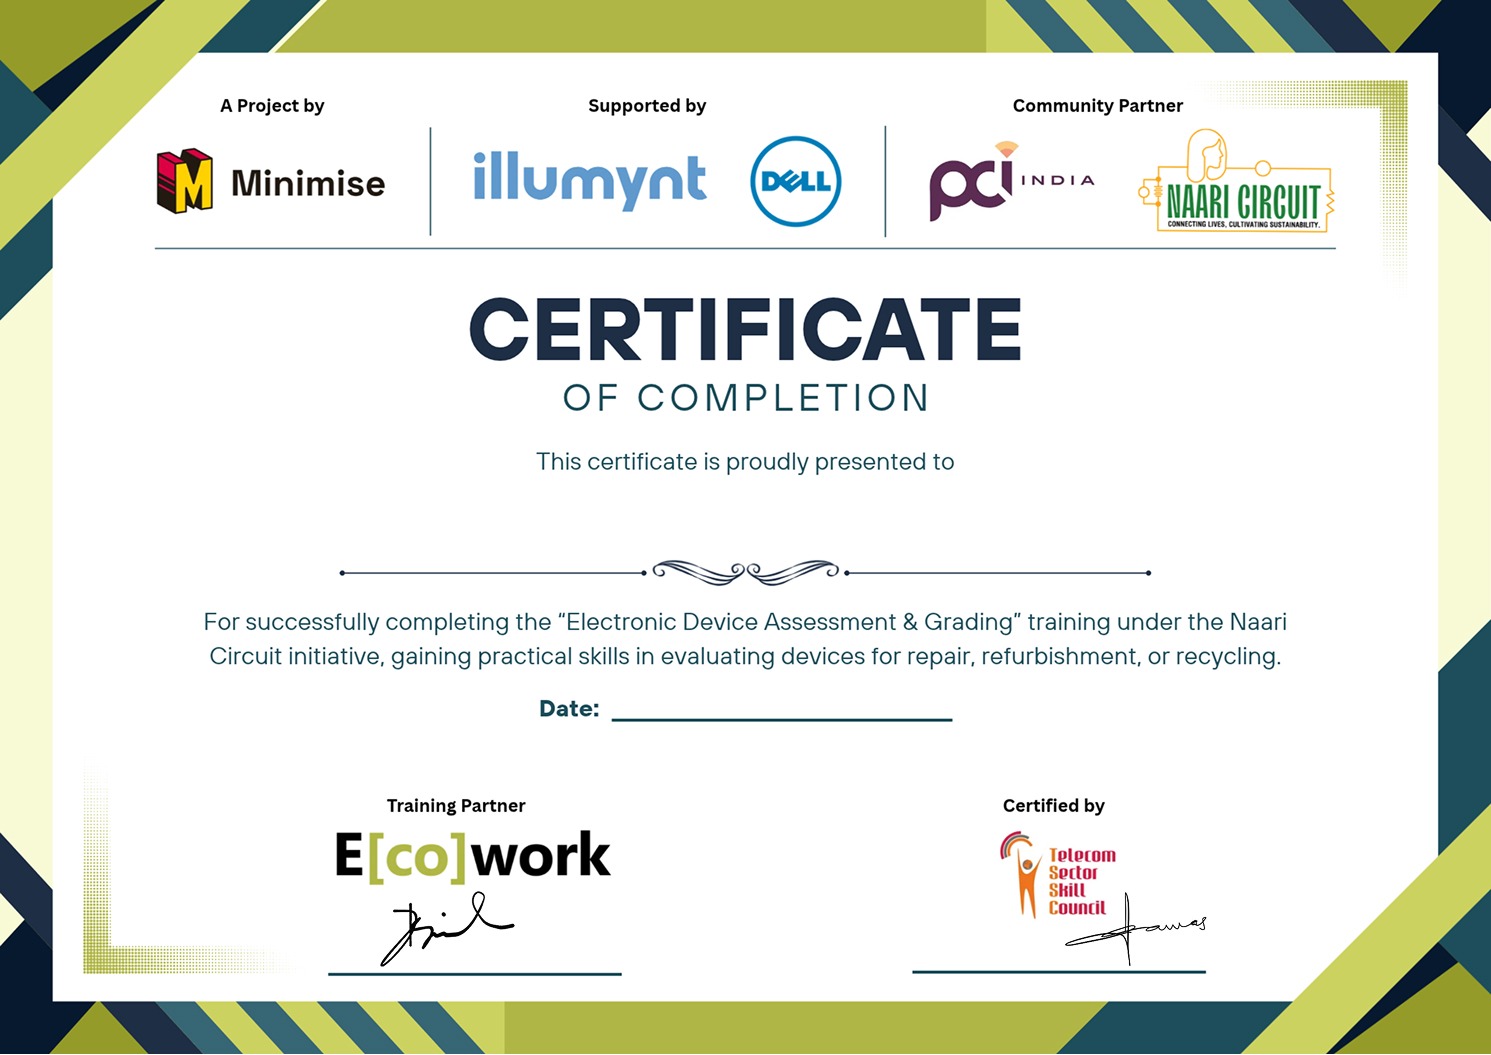 A Project by
Supported by
Community Partner
M Minimise
illumynt
DELL
pci INDIA
NAARI CIRCUIT
CONNECTING LIVES, CULTIVATING SUSTAINABILITY.
CERTIFICATE
OF COMPLETION
This certificate is proudly presented to
For successfully completing the “Electronic Device Assessment & Grading” training under the Naari
Circuit initiative, gaining practical skills in evaluating devices for repair, refurbishment, or recycling.
Date:
Training Partner
E[co]work
Certified by
Telecom
Sector
Skill
Council